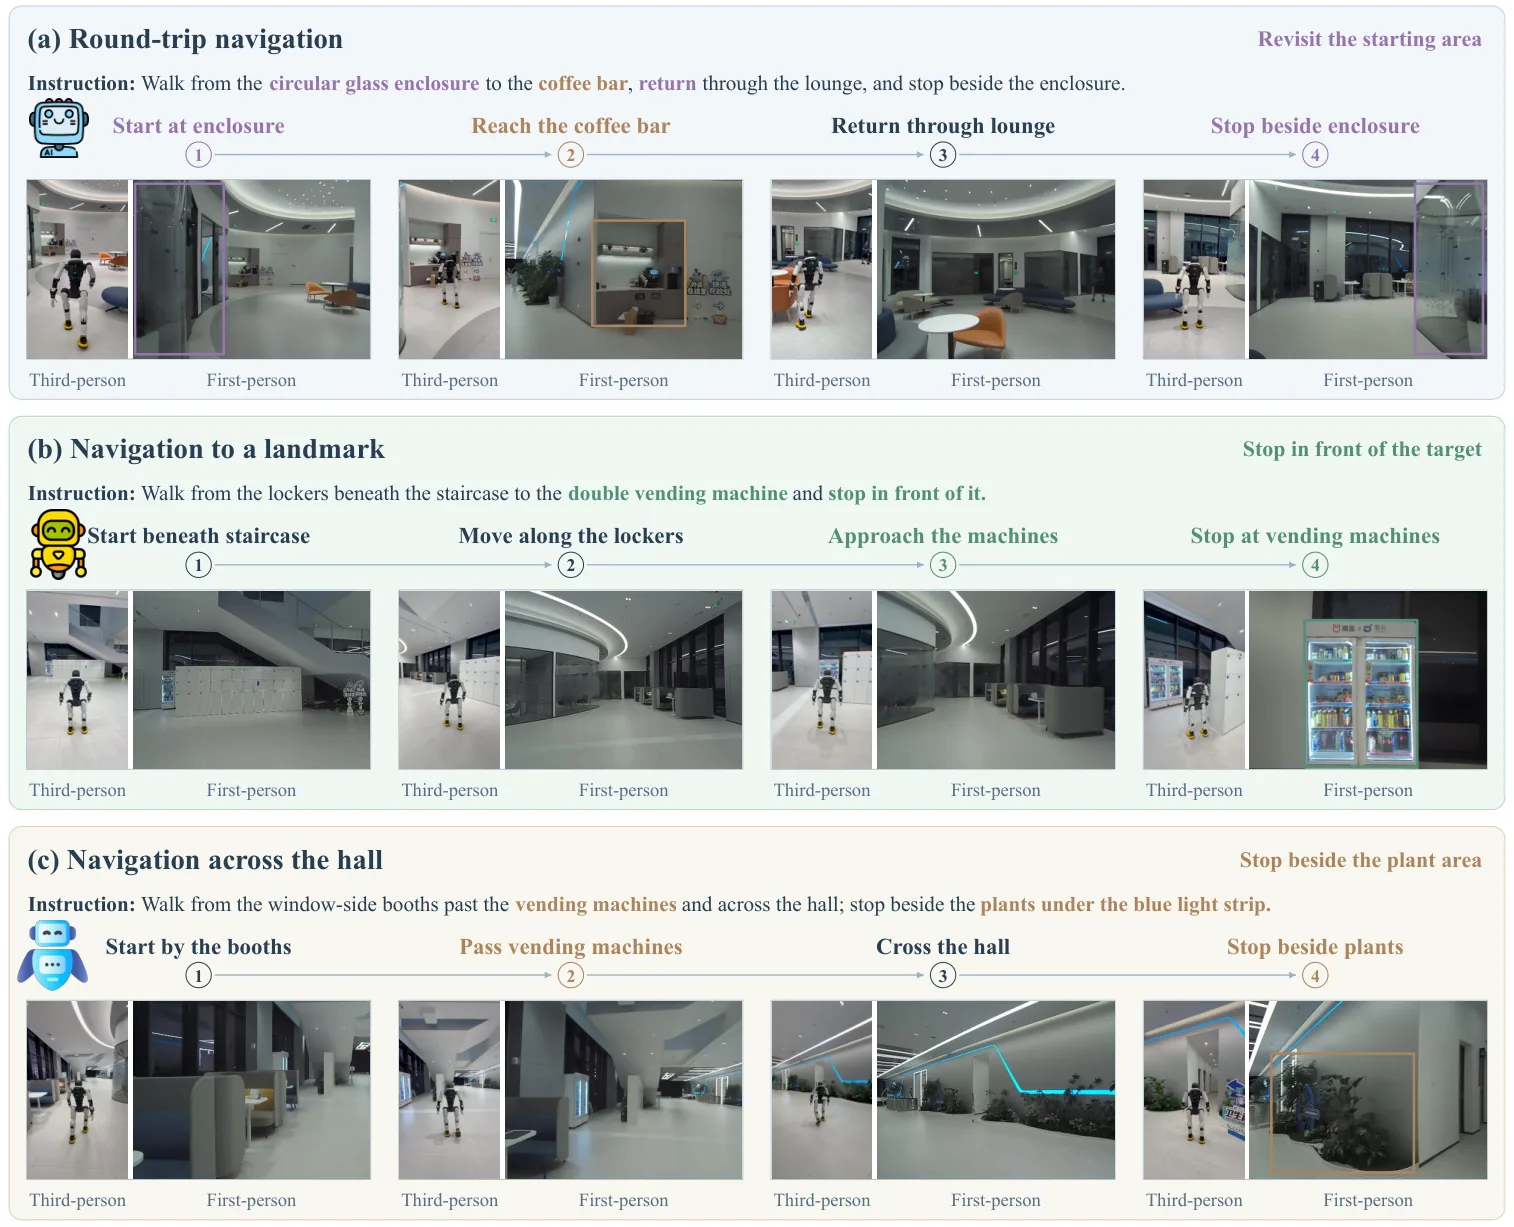 (a) Round-trip navigation
Revisit the starting area
Instruction: Walk from the circular glass enclosure to the coffee bar, return through the lounge, and stop beside the enclosure.
AI
Start at enclosure
Reach the coffee bar
Return through lounge
Stop beside enclosure
1
2
3
4
Third-person
First-person
Third-person
First-person
Third-person
First-person
Third-person
First-person
(b) Navigation to a landmark
Stop in front of the target
Instruction: Walk from the lockers beneath the staircase to the double vending machine and stop in front of it.
Start beneath staircase
Move along the lockers
Approach the machines
Stop at vending machines
1
2
3
4
Third-person
First-person
Third-person
First-person
Third-person
First-person
Third-person
First-person
(c) Navigation across the hall
Stop beside the plant area
Instruction: Walk from the window-side booths past the vending machines and across the hall; stop beside the plants under the blue light strip.
Start by the booths
Pass vending machines
Cross the hall
Stop beside plants
1
2
3
4
Third-person
First-person
Third-person
First-person
Third-person
First-person
Third-person
First-person